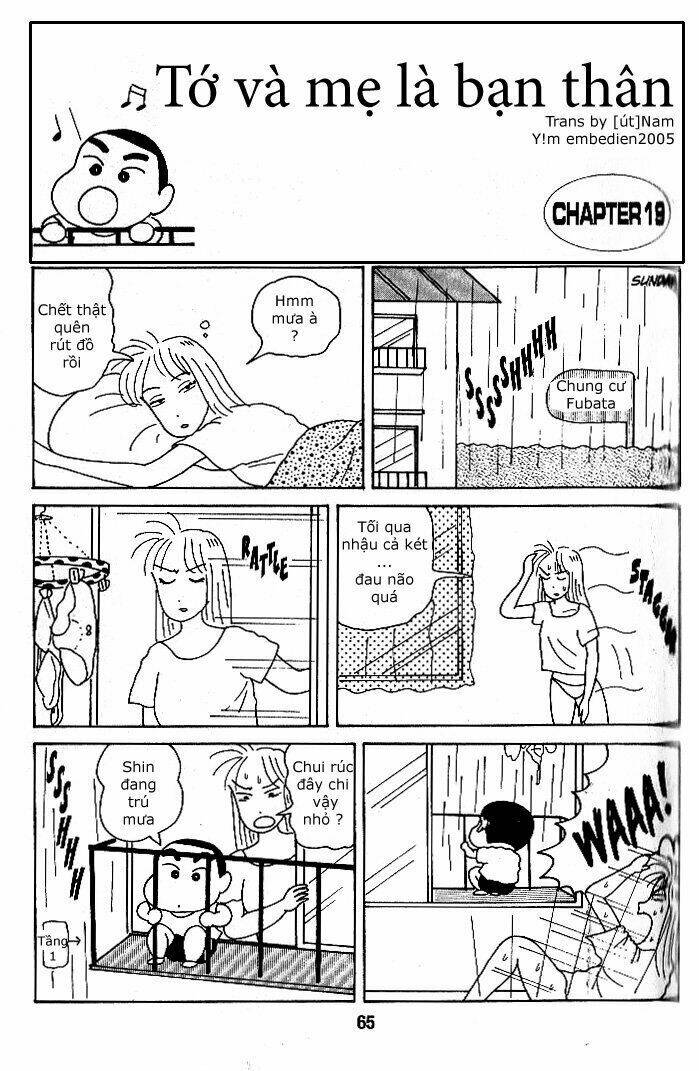 Tớ và mẹ là bạn thân
Trans by [út]Nam
Y!m embedien2005
CHAPTER 19
Chết thật
quên
rút đồ
rồi
Hmm
mưa à
?
SUNDAY
SSSSSHHHH
Chung cư
Fubata
RATTLE
Tối qua
nhậu cả két
...
đau não
quá
STAGGER
SSSHHH
Shin
đang
trú
mưa
Chui rúc
đây chi
vậy
nhỏ ?
Tầng→
1
WAAA!
65